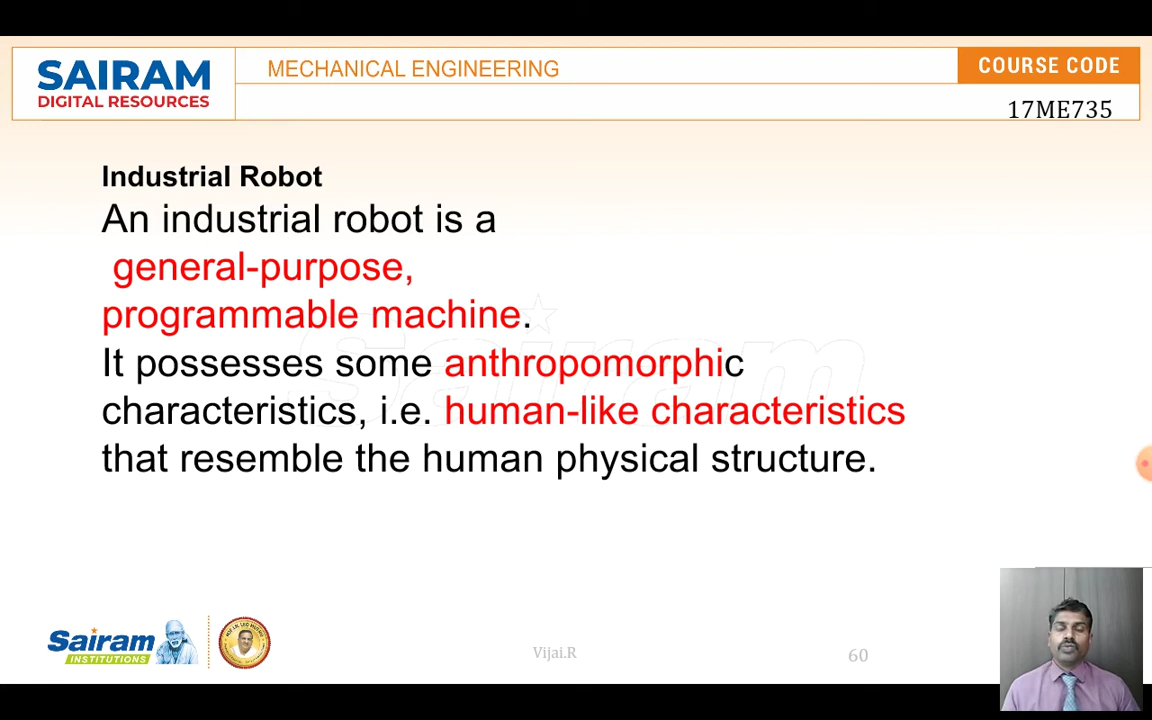 SAIRAM
DIGITAL RESOURCES
MECHANICAL ENGINEERING
COURSE CODE
17ME735
Industrial Robot
An industrial robot is a
general-purpose,
programmable machine.
It possesses some anthropomorphic
characteristics, i.e. human-like characteristics
that resemble the human physical structure.
Sairam
Sairam
INSTITUTIONS
Vijai.R
60